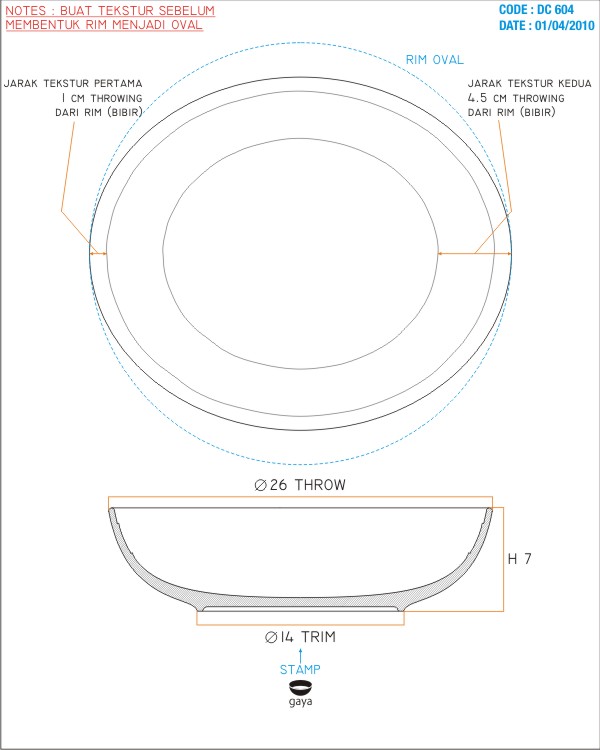 NOTES : BUAT TEKSTUR SEBELUM
MEMBENTUK RIM MENJADI OVAL
CODE : DC 604
DATE : 01/04/2010
RIM OVAL
JARAK TEKSTUR PERTAMA
1 CM THROWING
DARI RIM (BIBIR)
JARAK TEKSTUR KEDUA
4.5 CM THROWING
DARI RIM (BIBIR)
∅26 THROW
H 7
∅14 TRIM
STAMP
gaya